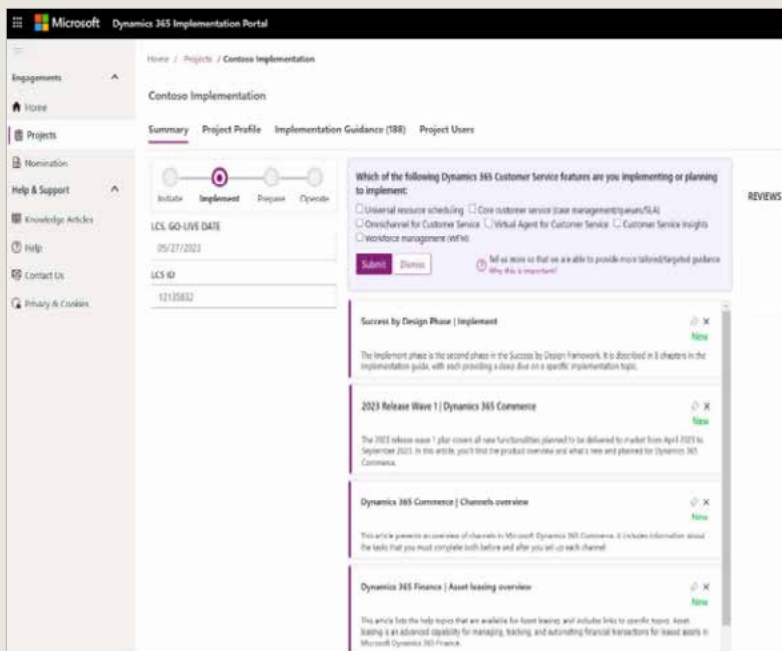 Microsoft Dynamics 365 Implementation Portal
Engagements
Home
Projects
Nomination
Help & Support
Knowledge Articles
Help
Contact Us
Privacy & Cookies
Home / Projects / Contoso Implementation
Contoso Implementation
Summary Project Profile Implementation Guidance (188) Project Users
Initiate Implement Prepare Operate
LCS. GO-LIVE DATE
05/27/2023
LCS ID
12135832
Which of the following Dynamics 365 Customer Service features are you implementing or planning
to implement:
Universal resource scheduling Core customer service (case management/queues/SLA)
Omnichannel for Customer Service Virtual Agent for Customer Service Customer Service Insights
Workforce management (WFM)
Submit Dismiss
Tell us more so that we are able to provide more tailored/targeted guidance
Why this is important?
REVIEWS
Success by Design Phase | Implement
New
The Implement phase is the second phase in the Success by Design framework. It is described in 8 chapters in the
implementation guide, with each providing a deep dive on a specific implementation topic.
2023 Release Wave 1 | Dynamics 365 Commerce
New
The 2023 release wave 1 plan covers all new functionalities planned to be delivered to market from April 2023 to
September 2023. In this article, you'll find the product overview and what's new and planned for Dynamics 365
Commerce.
Dynamics 365 Commerce | Channels overview
New
This article presents an overview of channels in Microsoft Dynamics 365 Commerce. It includes information about
the tasks that you must complete both before and after you set up each channel
Dynamics 365 Finance | Asset leasing overview
New
This article lists the help topics that are available for Asset leasing and includes links to specific topics. Asset
leasing is an advanced capability for managing, tracking, and automating financial transactions for leased assets in
Microsoft Dynamics 365 Finance.